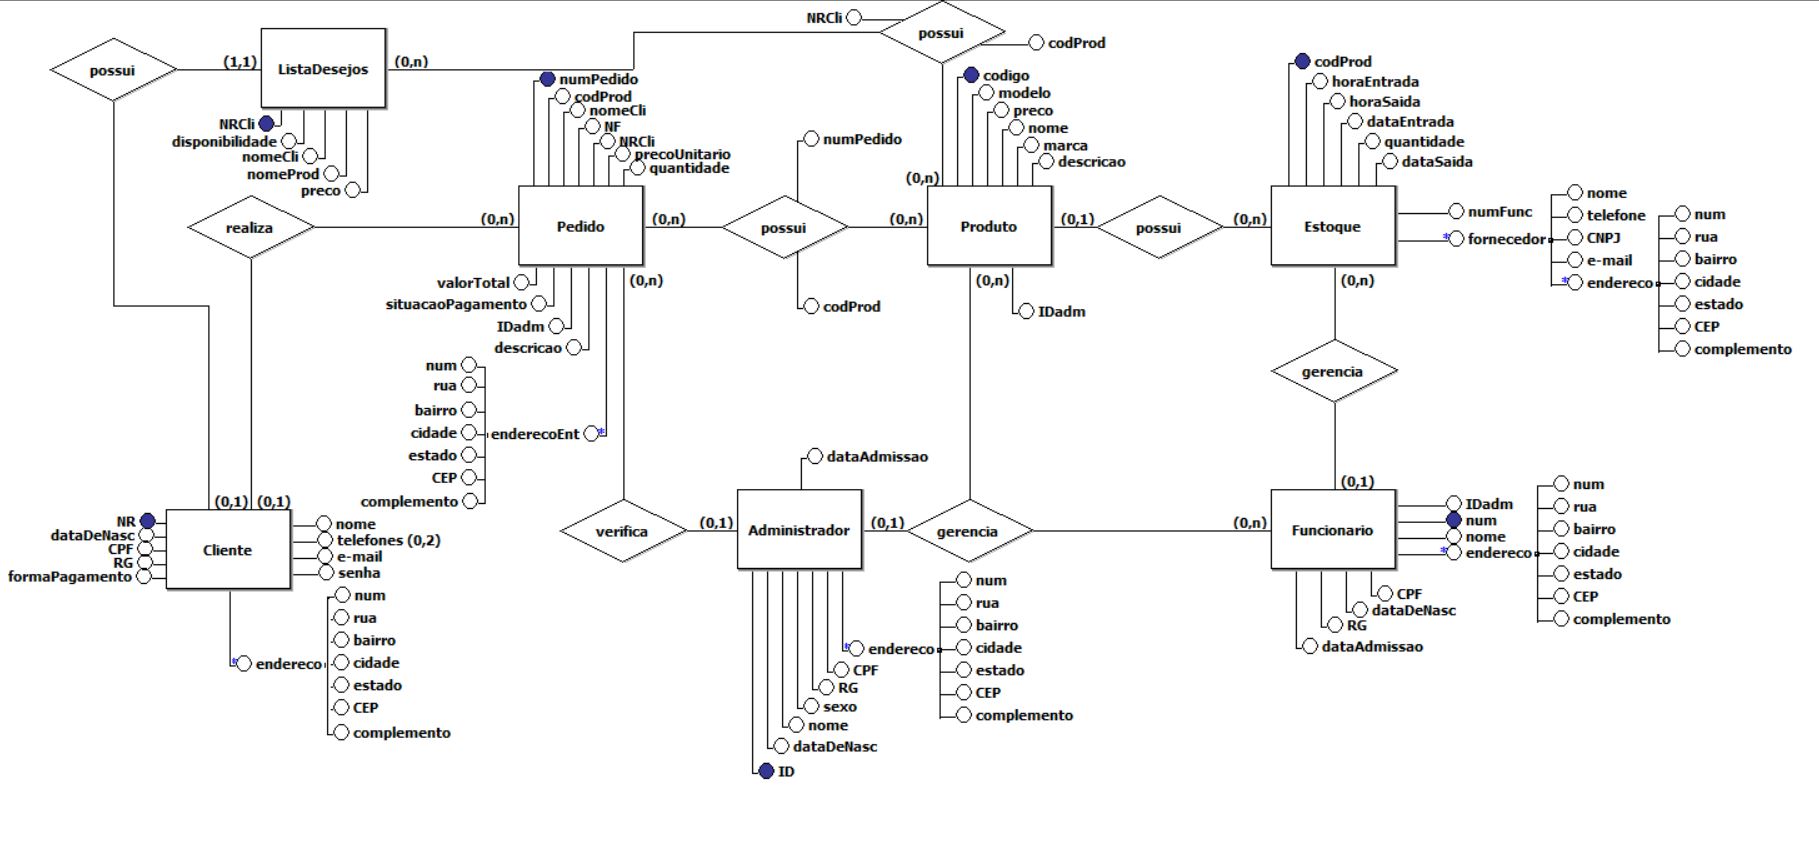 NRCli
possui
codProd
possui
(1,1)
ListaDesejos
(0,n)
NRCli
disponibilidade
nomeCli
nomeProd
preco
numPedido
codProd
nomeCli
NF
NRCli
precoUnitario
quantidade
numPedido
codigo
modelo
preco
nome
marca
descricao
(0,n)
codProd
horaEntrada
horaSaida
dataEntrada
quantidade
dataSaida
realiza
(0,n)
Pedido
(0,n)
possui
(0,n)
Produto
(0,1)
possui
(0,n)
Estoque
numFunc
*
fornecedor
nome
telefone
CNPJ
e-mail
*
endereco
num
rua
bairro
cidade
estado
CEP
complemento
valorTotal
situacaoPagamento
IDadm
descricao
(0,n)
codProd
(0,n)
IDadm
(0,n)
num
rua
bairro
cidade
estado
CEP
complemento
enderecoEnt
*
gerencia
dataAdmissao
(0,1)
(0,1)
(0,1)
NR
dataDeNasc
CPF
RG
formaPagamento
Cliente
nome
telefones (0,2)
e-mail
senha
*
endereco
num
rua
bairro
cidade
estado
CEP
complemento
verifica
(0,1)
Administrador
(0,1)
gerencia
(0,n)
Funcionario
IDadm
num
nome
*
endereco
num
rua
bairro
cidade
estado
CEP
complemento
CPF
dataDeNasc
RG
dataAdmissao
*
endereco
num
rua
bairro
cidade
estado
CEP
complemento
CPF
RG
sexo
nome
dataDeNasc
ID